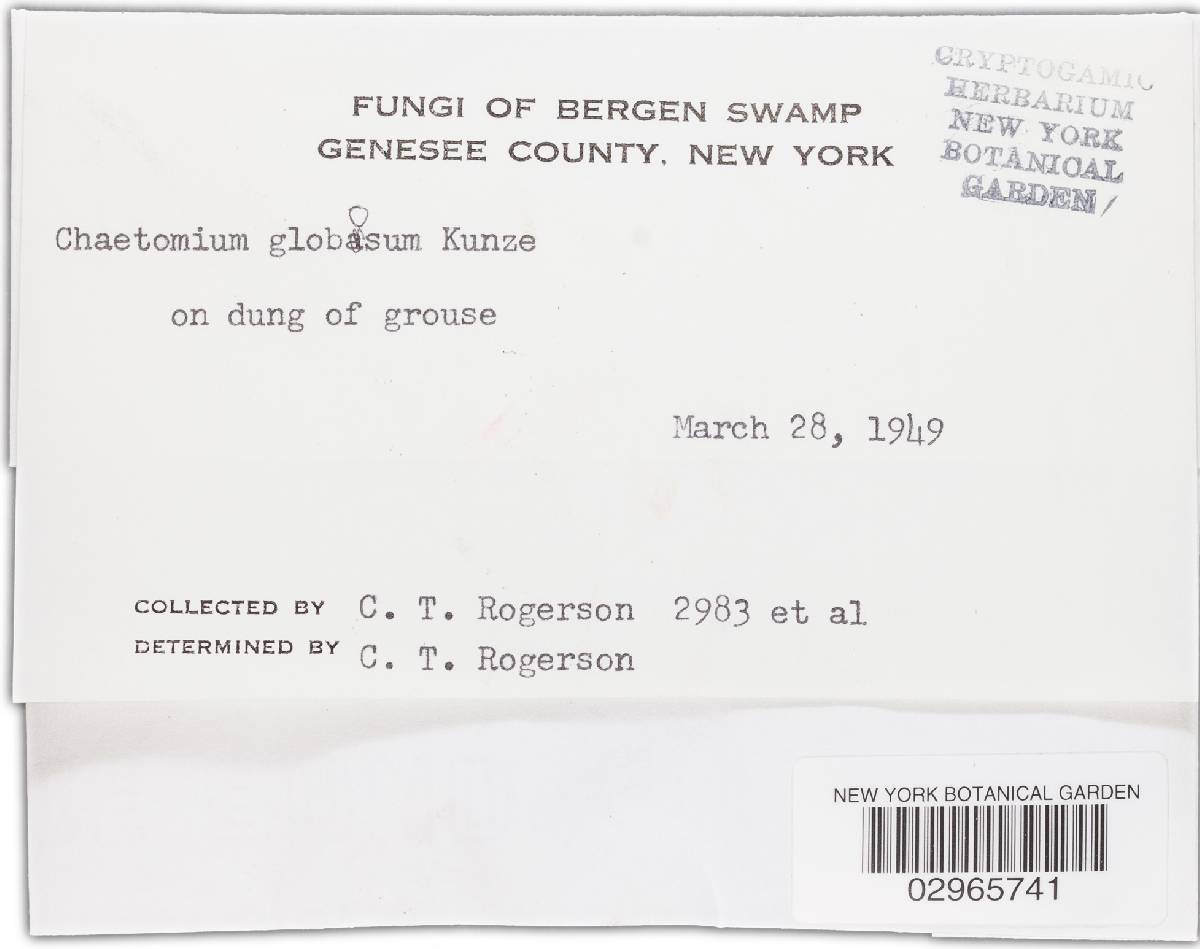 FUNGI OF BERGEN SWAMP
GENESEE COUNTY, NEW YORK
CRYPTOGAMIC
HERBARIUM
NEW YORK
BOTANICAL
GARDEN
Chaetomium globosum Kunze
on dung of grouse
March 28, 1949
COLLECTED BY C. T. Rogerson 2983 et al
DETERMINED BY C. T. Rogerson
NEW YORK BOTANICAL GARDEN
02965741